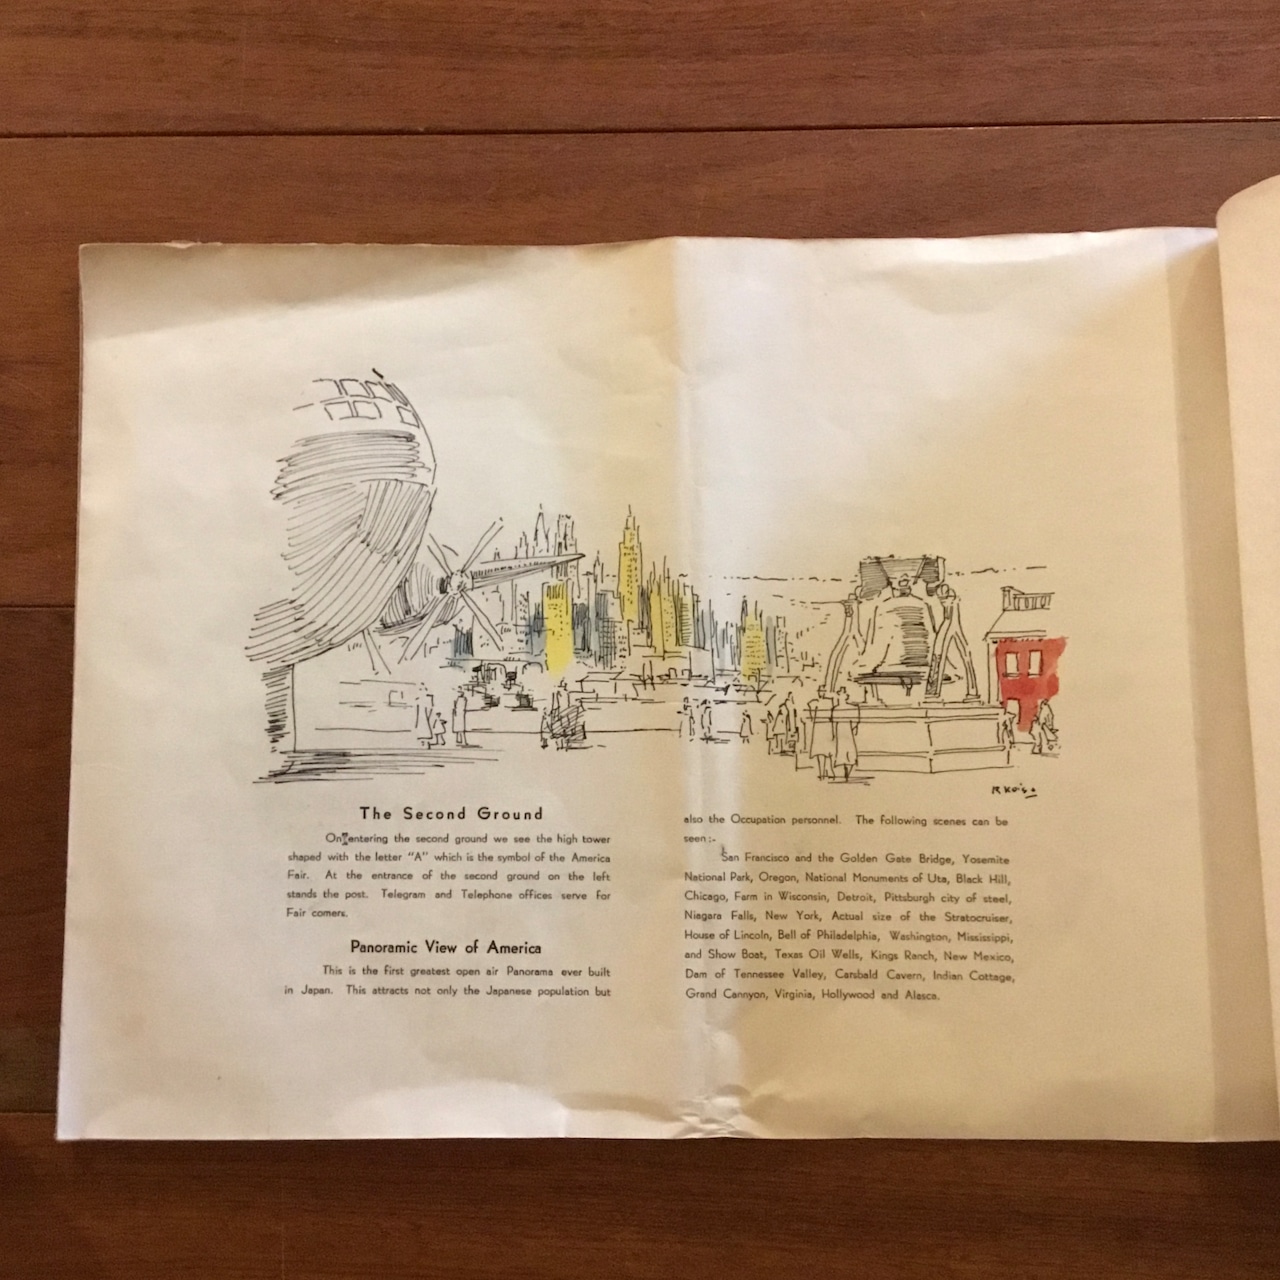 R Koiso
The Second Ground
On entering the second ground we see the high tower
shaped with the letter "A" which is the symbol of the America
Fair. At the entrance of the second ground on the left
stands the post. Telegram and Telephone offices serve for
Fair comers.
Panoramic View of America
This is the first greatest open air Panorama ever built
in Japan. This attracts not only the Japanese population but
also the Occupation personnel. The following scenes can be
seen:-
San Francisco and the Golden Gate Bridge, Yosemite
National Park, Oregon, National Monuments of Uta, Black Hill,
Chicago, Farm in Wisconsin, Detroit, Pittsburgh city of steel,
Niagara Falls, New York, Actual size of the Stratocruiser,
House of Lincoln, Bell of Philadelphia, Washington, Mississippi,
and Show Boat, Texas Oil Wells, Kings Ranch, New Mexico,
Dam of Tennessee Valley, Carsbald Cavern, Indian Cottage,
Grand Cannyon, Virginia, Hollywood and Alasca.